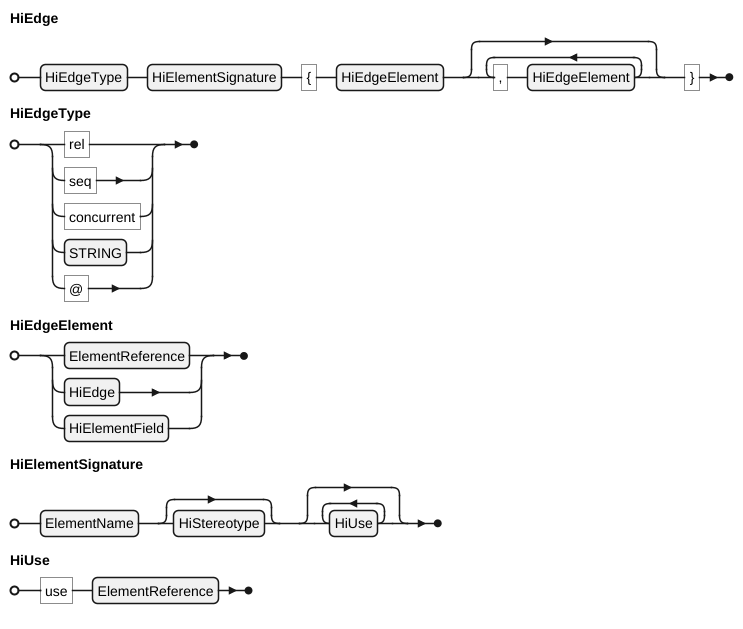 HiEdge
HiEdgeType HiElementSignature { HiEdgeElement , HiEdgeElement }
HiEdgeType
rel
seq
concurrent
STRING
@
HiEdgeElement
ElementReference
HiEdge
HiElementField
HiElementSignature
ElementName HiStereotype HiUse
HiUse
use ElementReference